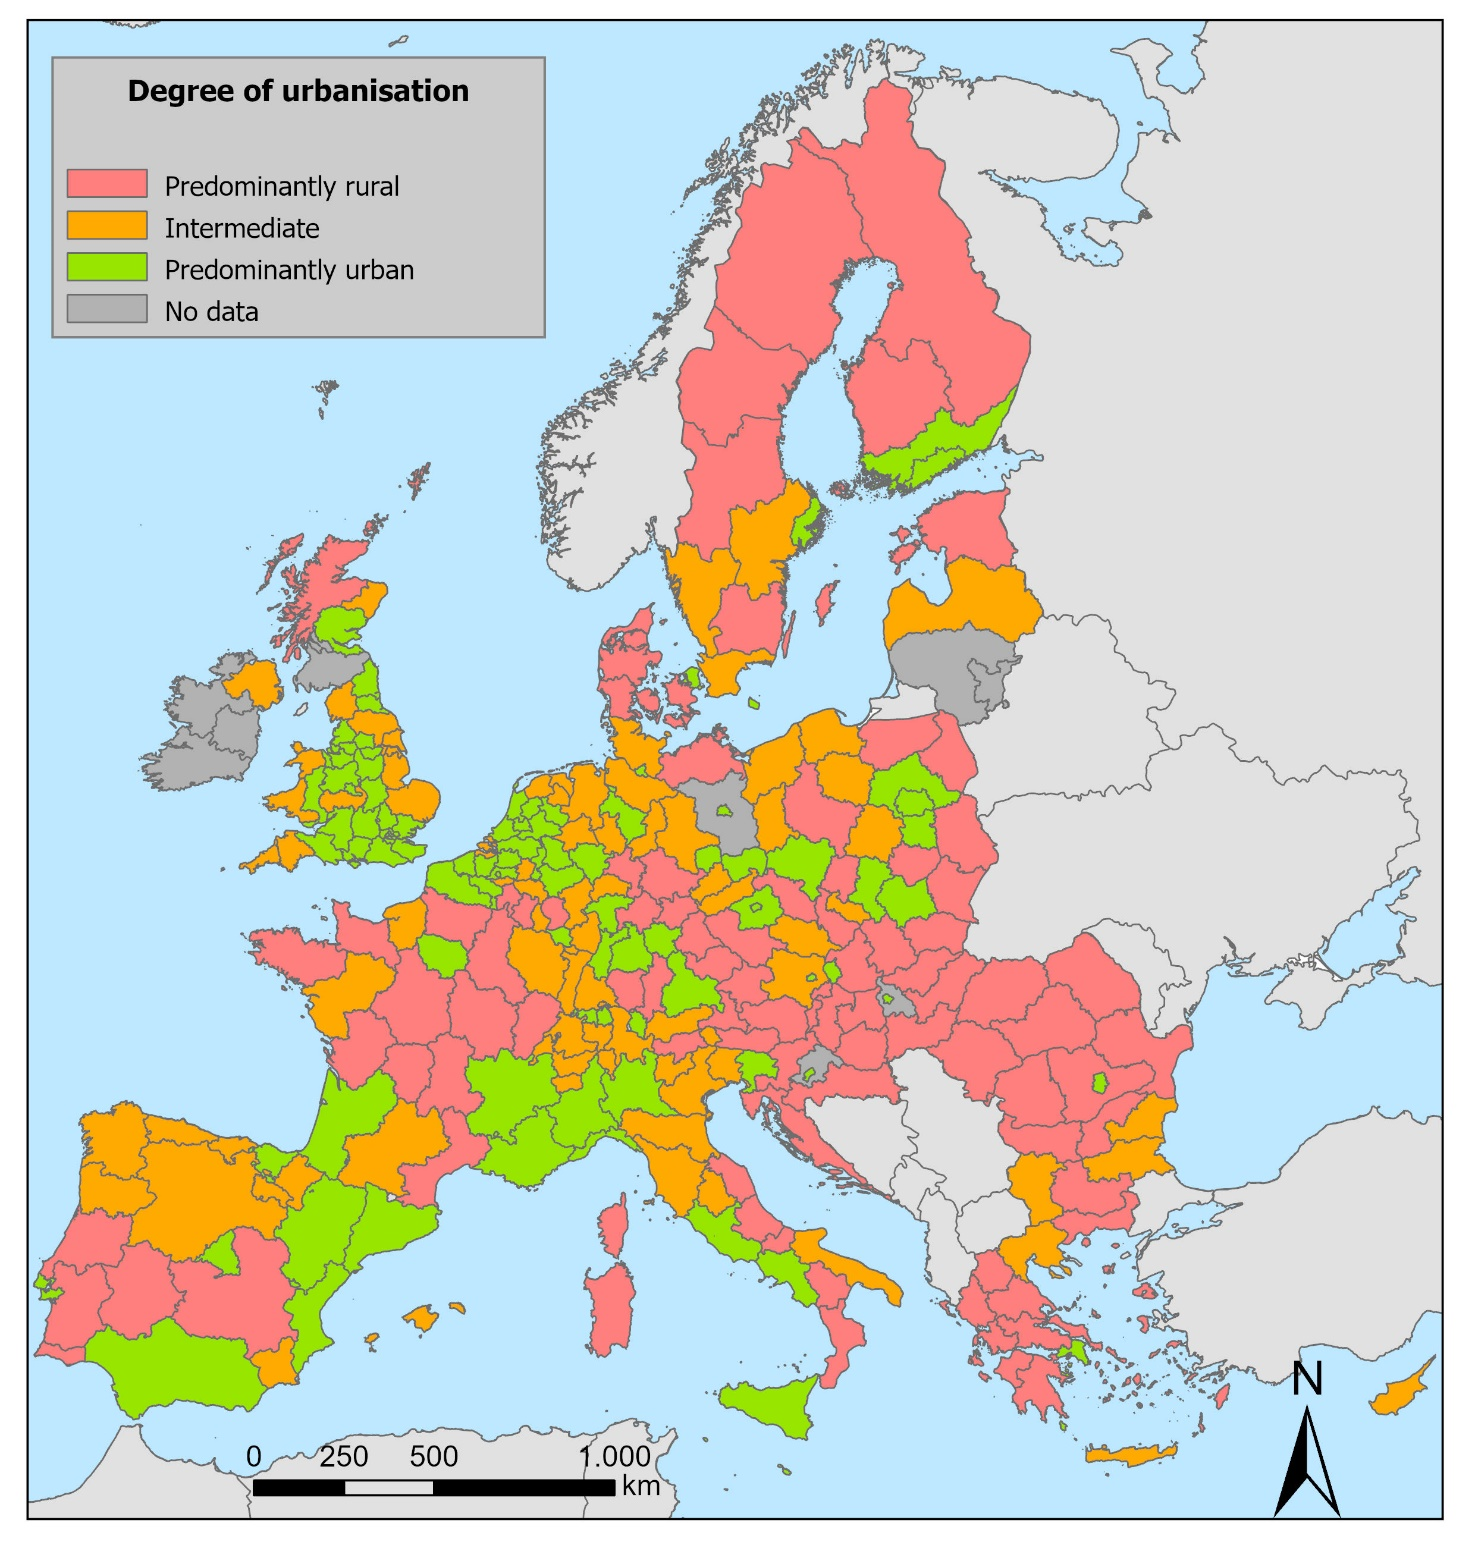 Degree of urbanisation
Predominantly rural
Intermediate
Predominantly urban
No data
N
0 250 500 1.000
km